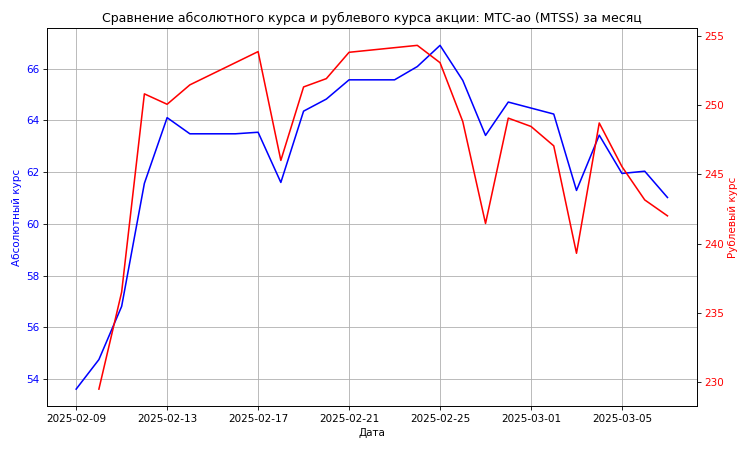 Сравнение абсолютного курса и рублевого курса акции: МТС-ао (MTSS) за месяц
Абсолютный курс
66
64
62
60
58
56
54
255
250
245
240
235
230
Рублевый курс
2025-02-09 2025-02-13 2025-02-17 2025-02-21 2025-02-25 2025-03-01 2025-03-05
Дата